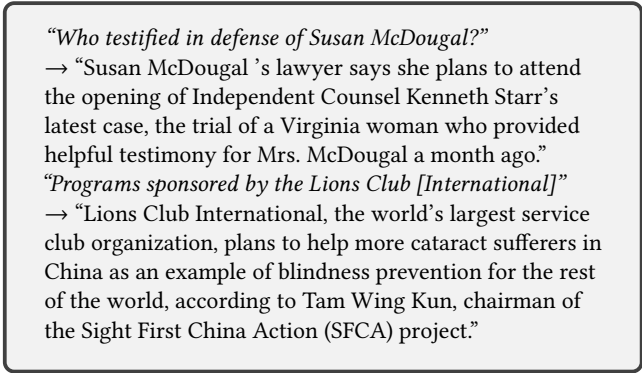 “Who testified in defense of Susan McDougal?”
→ “Susan McDougal ’s lawyer says she plans to attend
the opening of Independent Counsel Kenneth Starr’s
latest case, the trial of a Virginia woman who provided
helpful testimony for Mrs. McDougal a month ago.”
“Programs sponsored by the Lions Club [International]”
→ “Lions Club International, the world’s largest service
club organization, plans to help more cataract sufferers in
China as an example of blindness prevention for the rest
of the world, according to Tam Wing Kun, chairman of
the Sight First China Action (SFCA) project.”